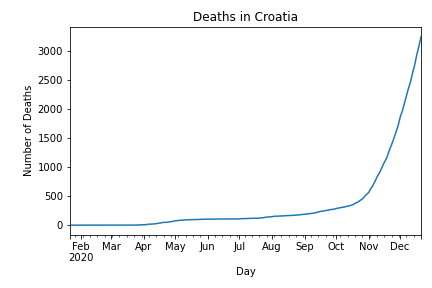 Deaths in Croatia
3000
2500
2000
1500
1000
500
0
Number of Deaths
Feb Mar Apr May Jun Jul Aug Sep Oct Nov Dec
2020
Day